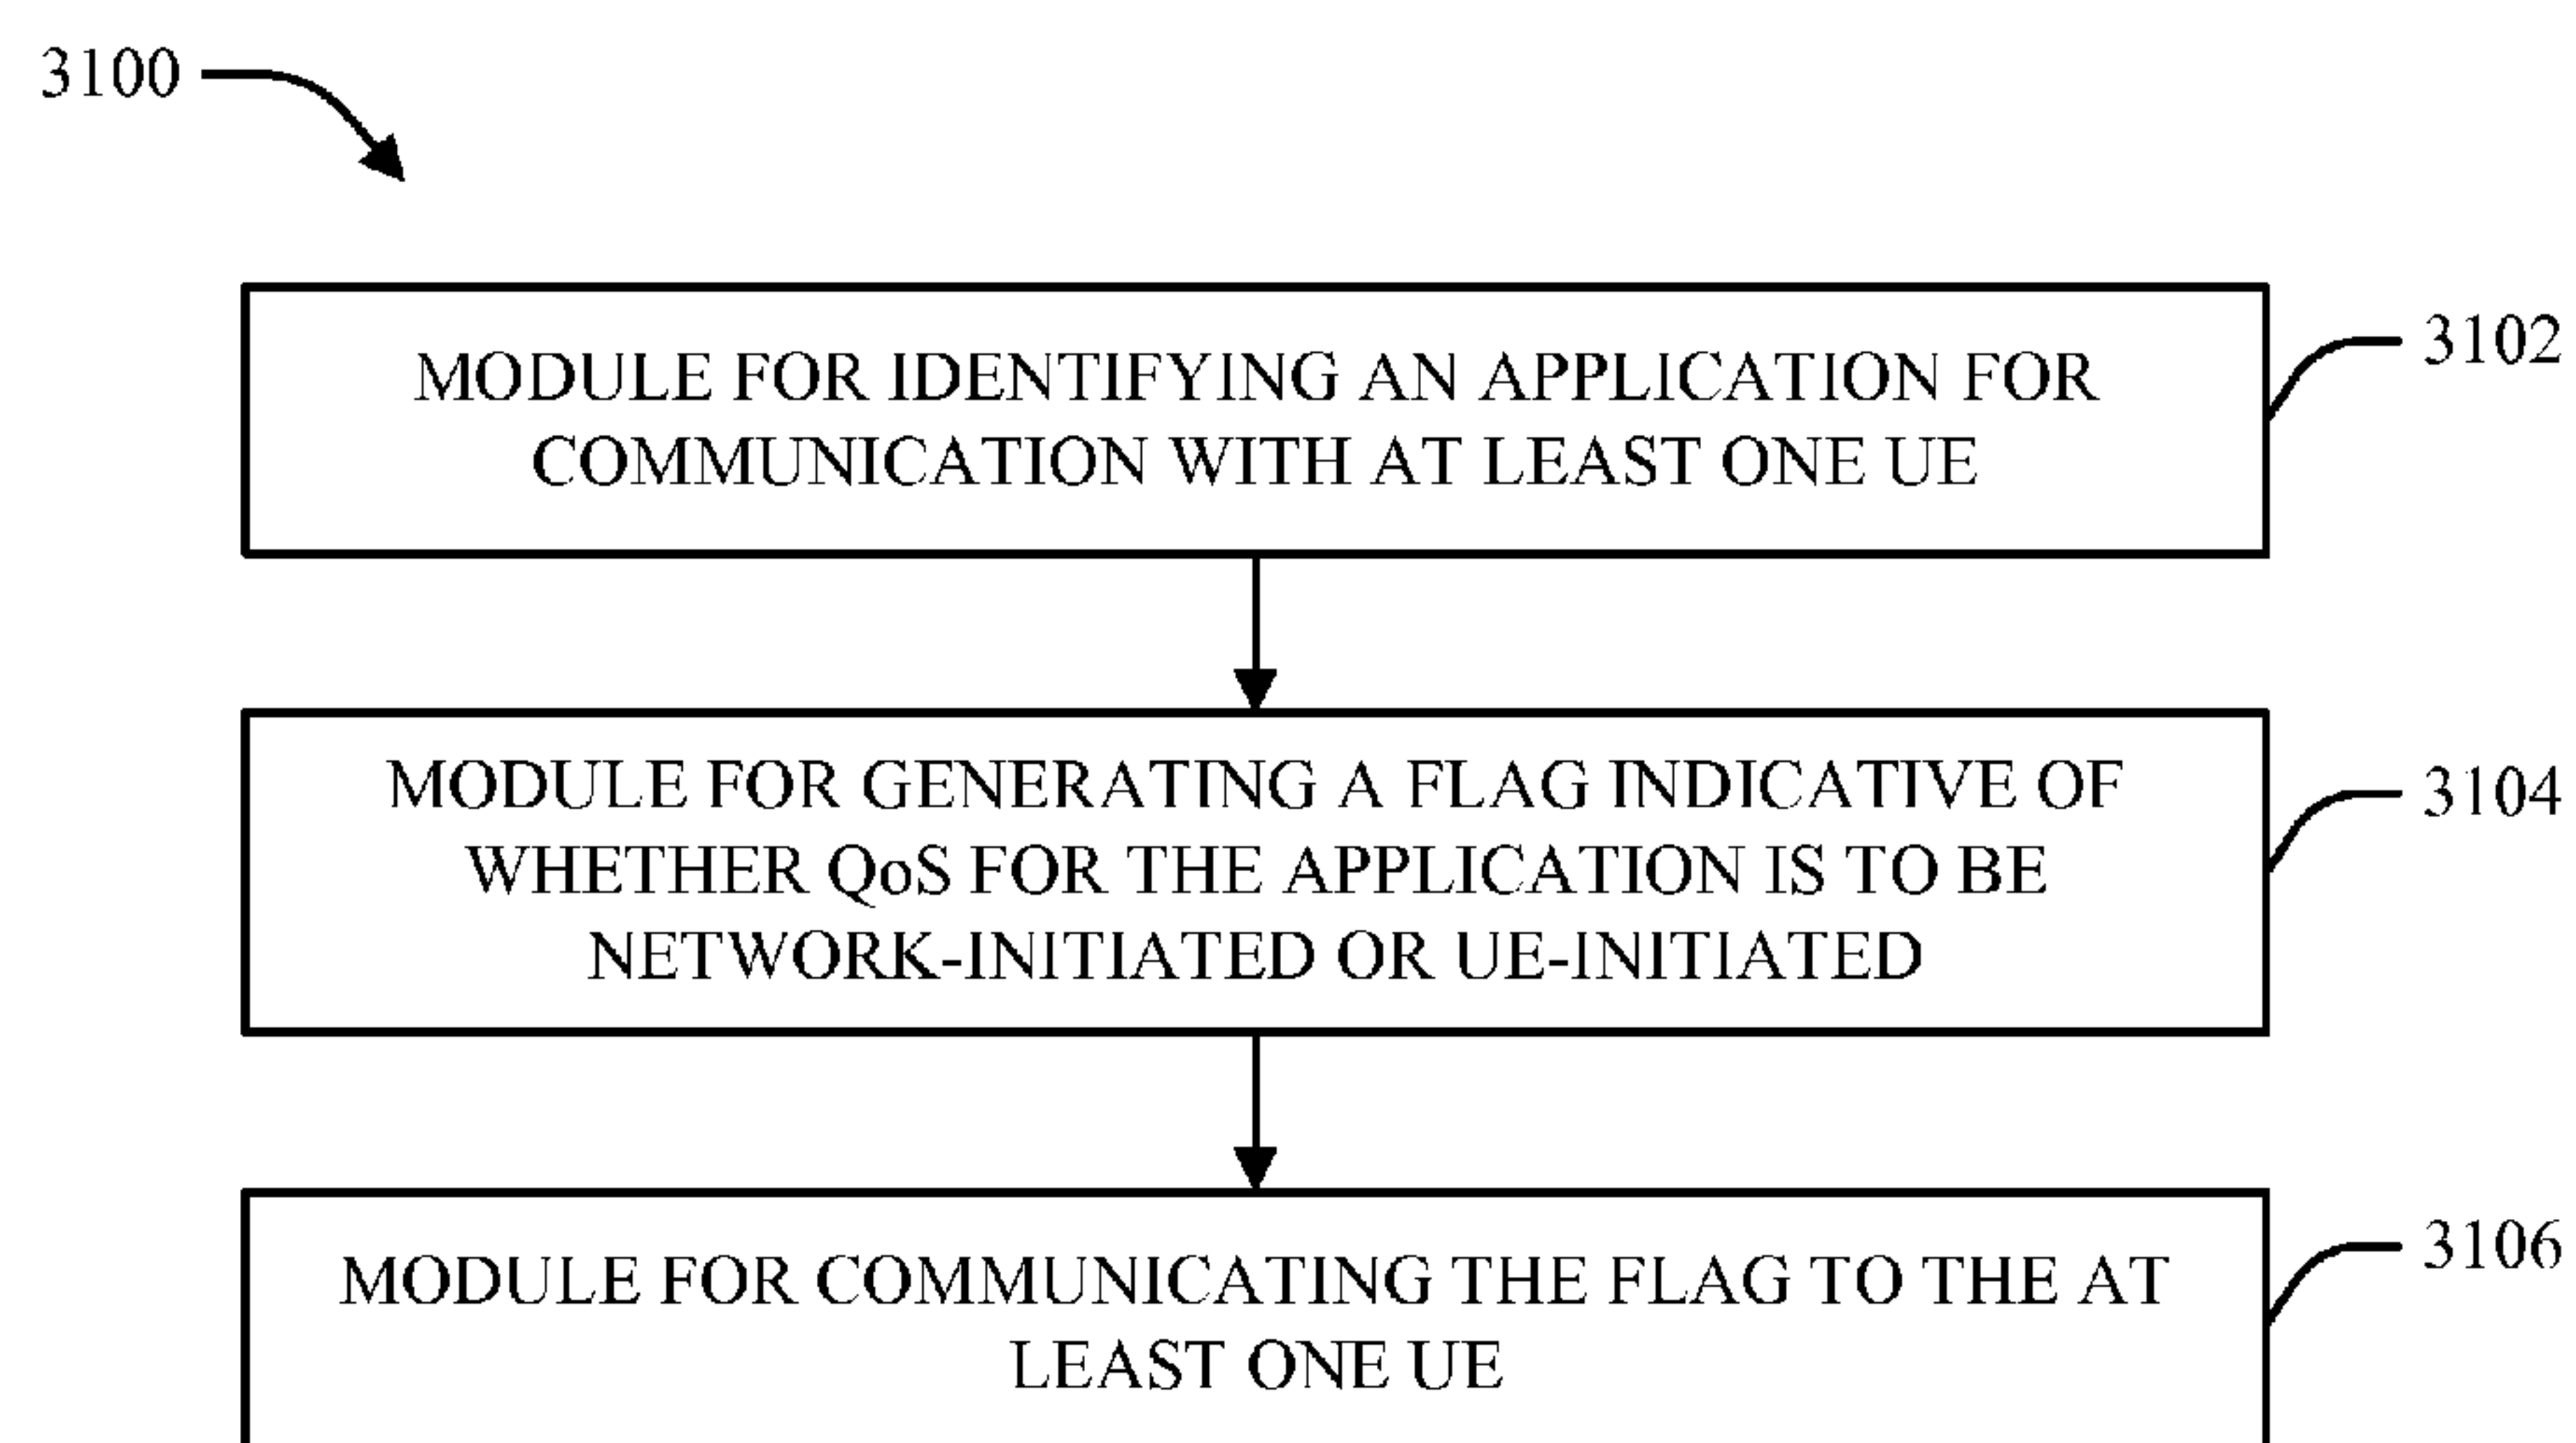 3100
MODULE FOR IDENTIFYING AN APPLICATION FOR
COMMUNICATION WITH AT LEAST ONE UE
3102
MODULE FOR GENERATING A FLAG INDICATIVE OF
WHETHER QoS FOR THE APPLICATION IS TO BE
NETWORK-INITIATED OR UE-INITIATED
3104
MODULE FOR COMMUNICATING THE FLAG TO THE AT
LEAST ONE UE
3106